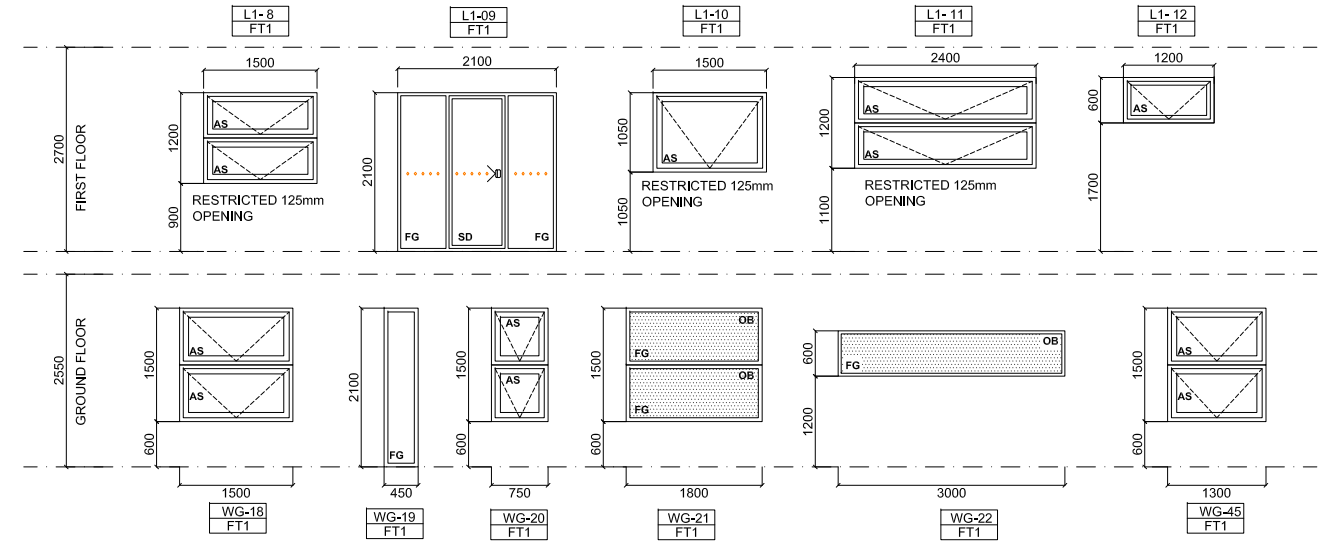 L1- 8
FT1
L1-09
FT1
L1-10
FT1
L1- 11
FT1
L1- 12
FT1
1500
2100
1500
2400
1200
2700
FIRST FLOOR
1200
900
AS
AS
RESTRICTED 125mm
OPENING
2100
FG
SD
FG
1050
1050
AS
RESTRICTED 125mm
OPENING
1200
1100
AS
AS
RESTRICTED 125mm
OPENING
600
1700
AS
2550
GROUND FLOOR
1500
600
AS
AS
2100
FG
1500
600
AS
AS
1500
600
OB
FG
OB
FG
600
1200
OB
FG
1500
600
AS
AS
1500
450
750
1800
3000
1300
WG-18
FT1
WG-19
FT1
WG-20
FT1
WG-21
FT1
WG-22
FT1
WG-45
FT1